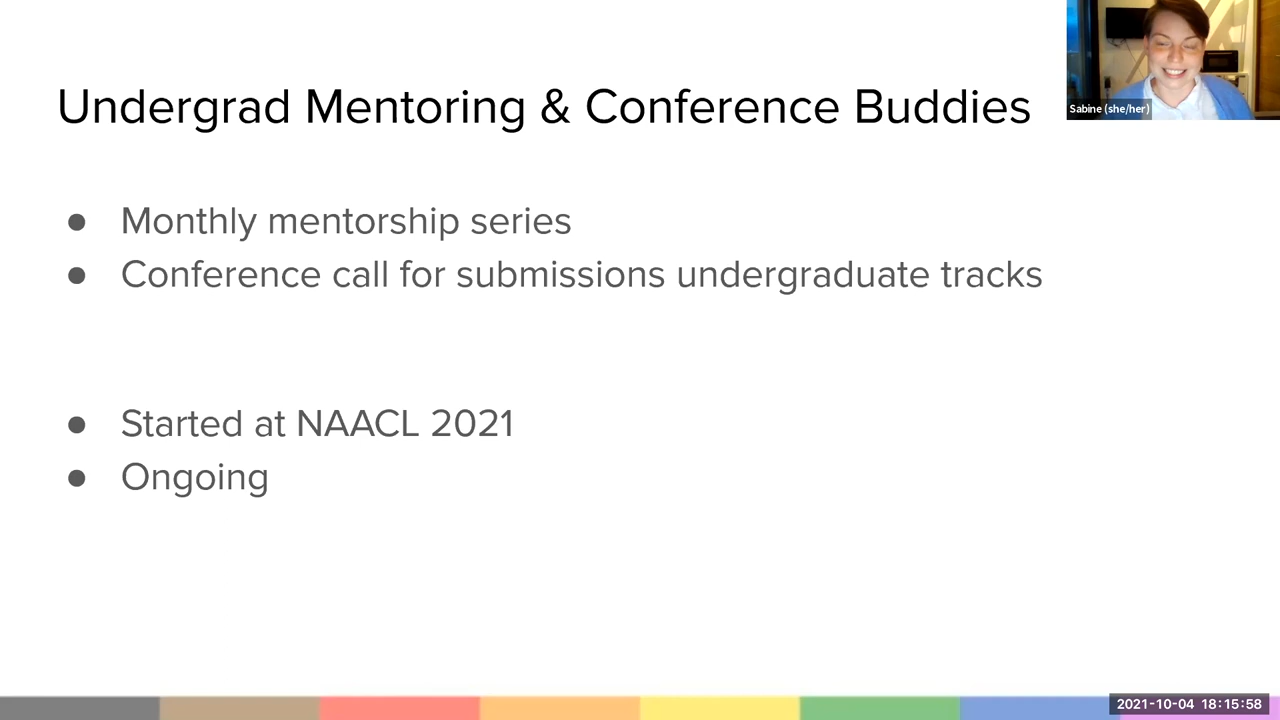 Undergrad Mentoring & Conference Buddies
Sabine (she/her)
● Monthly mentorship series
● Conference call for submissions undergraduate tracks
● Started at NAACL 2021
● Ongoing
2021-10-04 18:15:58